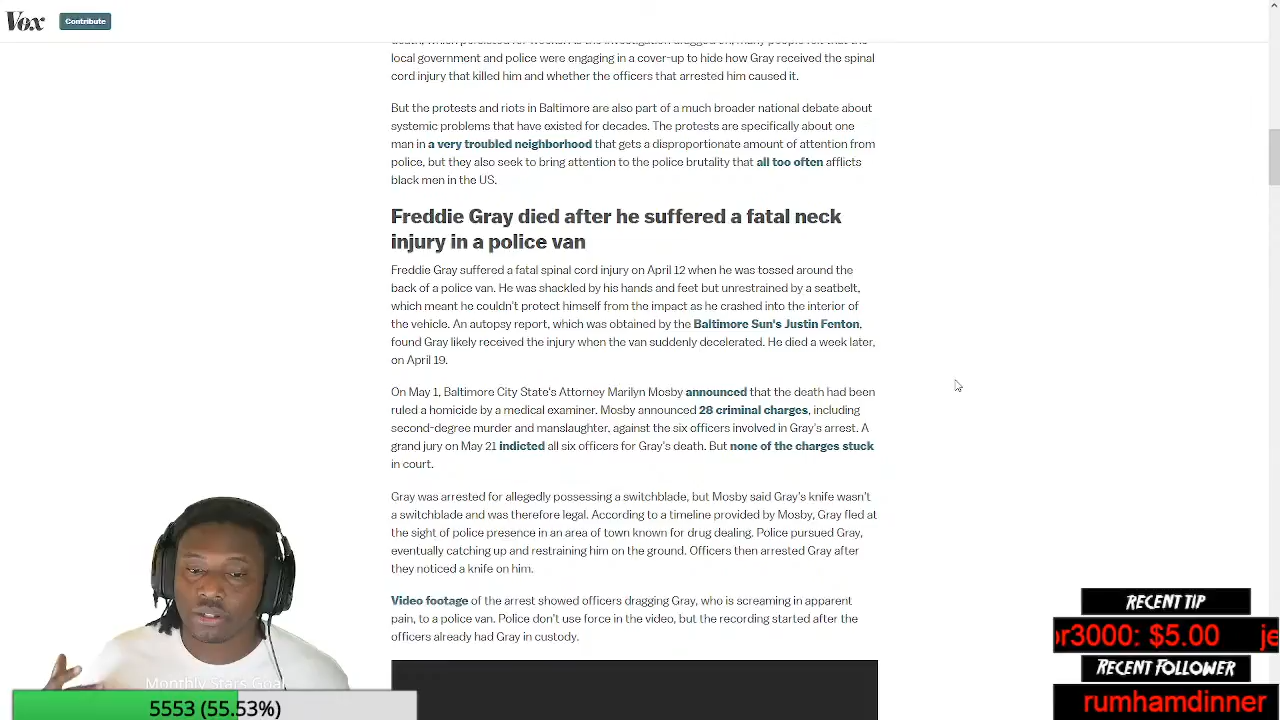 Vox
Contribute
local government and police were engaging in a cover-up to hide how Gray received the spinal
cord injury that killed him and whether the officers that arrested him caused it.
But the protests and riots in Baltimore are also part of a much broader national debate about
systemic problems that have existed for decades. The protests are specifically about one
man in a very troubled neighborhood that gets a disproportionate amount of attention from
police, but they also seek to bring attention to the police brutality that all too often afflicts
black men in the US.
Freddie Gray died after he suffered a fatal neck
injury in a police van
Freddie Gray suffered a fatal spinal cord injury on April 12 when he was tossed around the
back of a police van. He was shackled by his hands and feet but unrestrained by a seatbelt,
which meant he couldn't protect himself from the impact as he crashed into the interior of
the vehicle. An autopsy report, which was obtained by the Baltimore Sun's Justin Fenton,
found Gray likely received the injury when the van suddenly decelerated. He died a week later,
on April 19.
On May 1, Baltimore City State's Attorney Marilyn Mosby announced that the death had been
ruled a homicide by a medical examiner. Mosby announced 28 criminal charges, including
second-degree murder and manslaughter, against the six officers involved in Gray's arrest. A
grand jury on May 21 indicted all six officers for Gray's death. But none of the charges stuck
in court.
Gray was arrested for allegedly possessing a switchblade, but Mosby said Gray's knife wasn't
a switchblade and was therefore legal. According to a timeline provided by Mosby, Gray fled at
the sight of police presence in an area of town known for drug dealing. Police pursued Gray,
eventually catching up and restraining him on the ground. Officers then arrested Gray after
they noticed a knife on him.
Video footage of the arrest showed officers dragging Gray, who is screaming in apparent
pain, to a police van. Police don't use force in the video, but the recording started after the
officers already had Gray in custody.
RECENT TIP
r3000: $5.00 je
RECENT FOLLOWER
rumhamdinner
Monthly Stars Goal
5553 (55.53%)